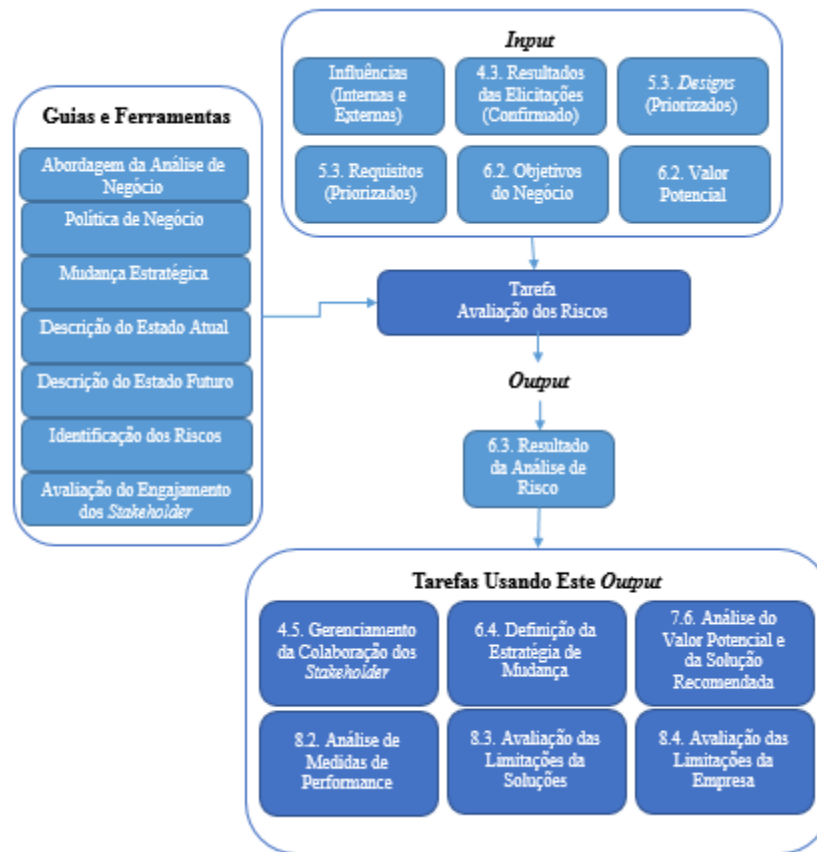 Input
Influências
(Internas e
Externas)
4.3. Resultados
das Elicitações
(Confirmado)
5.3. Designs
(Priorizados)
5.3. Requisitos
(Priorizados)
6.2. Objetivos
do Negócio
6.2. Valor
Potencial
Guias e Ferramentas
Abordagem da Análise de
Negócio
Política de Negócio
Mudança Estratégica
Descrição do Estado Atual
Descrição do Estado Futuro
Identificação dos Riscos
Avaliação do Engajamento
dos Stakeholder
Tarefa
Avaliação dos Riscos
Output
6.3. Resultado
da Análise de
Risco
Tarefas Usando Este Output
4.5. Gerenciamento
da Colaboração dos
Stakeholder
6.4. Definição da
Estratégia de
Mudança
7.6. Análise do
Valor Potencial e
da Solução
Recomendada
8.2. Análise de
Medidas de
Performance
8.3. Avaliação das
Limitações da
Soluções
8.4. Avaliação das
Limitações da
Empresa